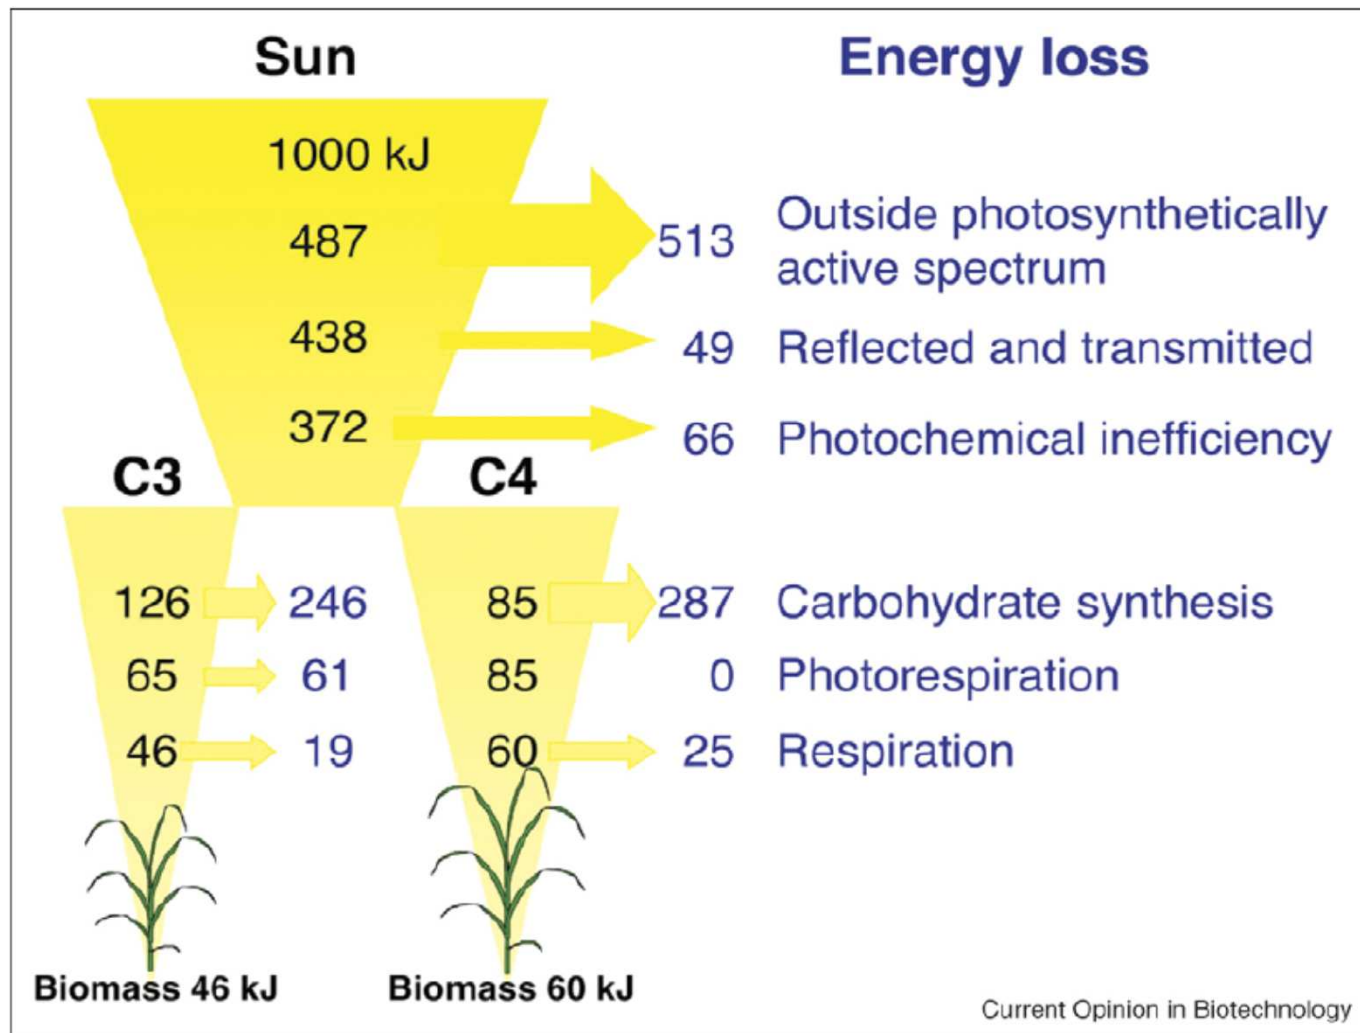 Sun
Energy loss
1000 kJ
487
513
Outside photosynthetically
active spectrum
438
49
Reflected and transmitted
372
66
Photochemical inefficiency
C3
C4
126
246
85
287
Carbohydrate synthesis
65
61
85
0
Photorespiration
46
19
60
25
Respiration
Biomass 46 kJ
Biomass 60 kJ
Current Opinion in Biotechnology